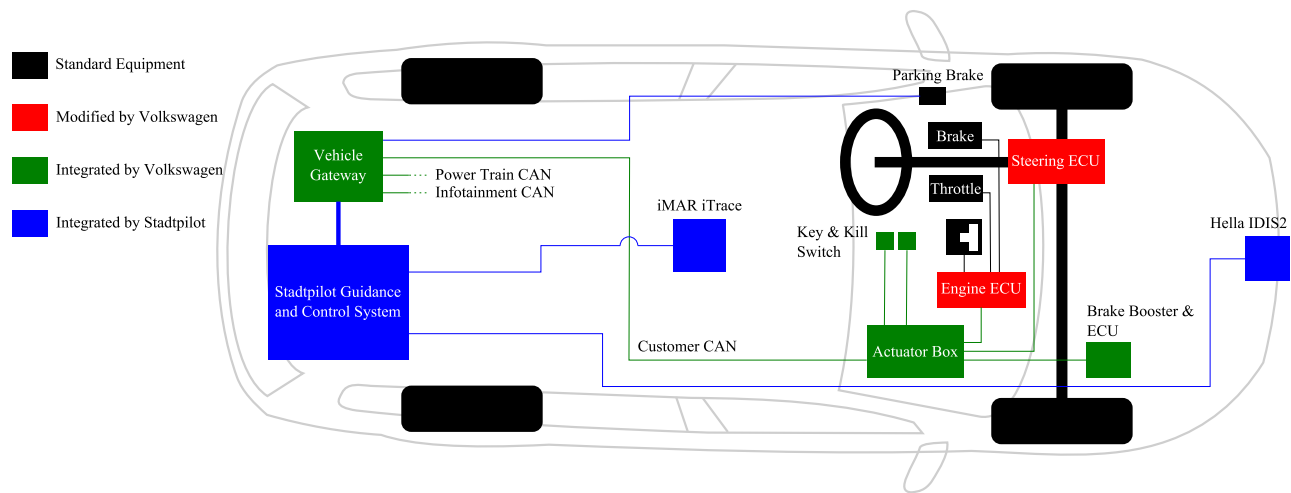 Standard Equipment
Modified by Volkswagen
Integrated by Volkswagen
Integrated by Stadtpilot
Vehicle
Gateway
Power Train CAN
Infotainment CAN
Stadtpilot Guidance
and Control System
iMAR iTrace
Customer CAN
Parking Brake
Brake
Throttle
Steering ECU
Key & Kill
Switch
Engine ECU
Actuator Box
Brake Booster &
ECU
Hella IDIS2